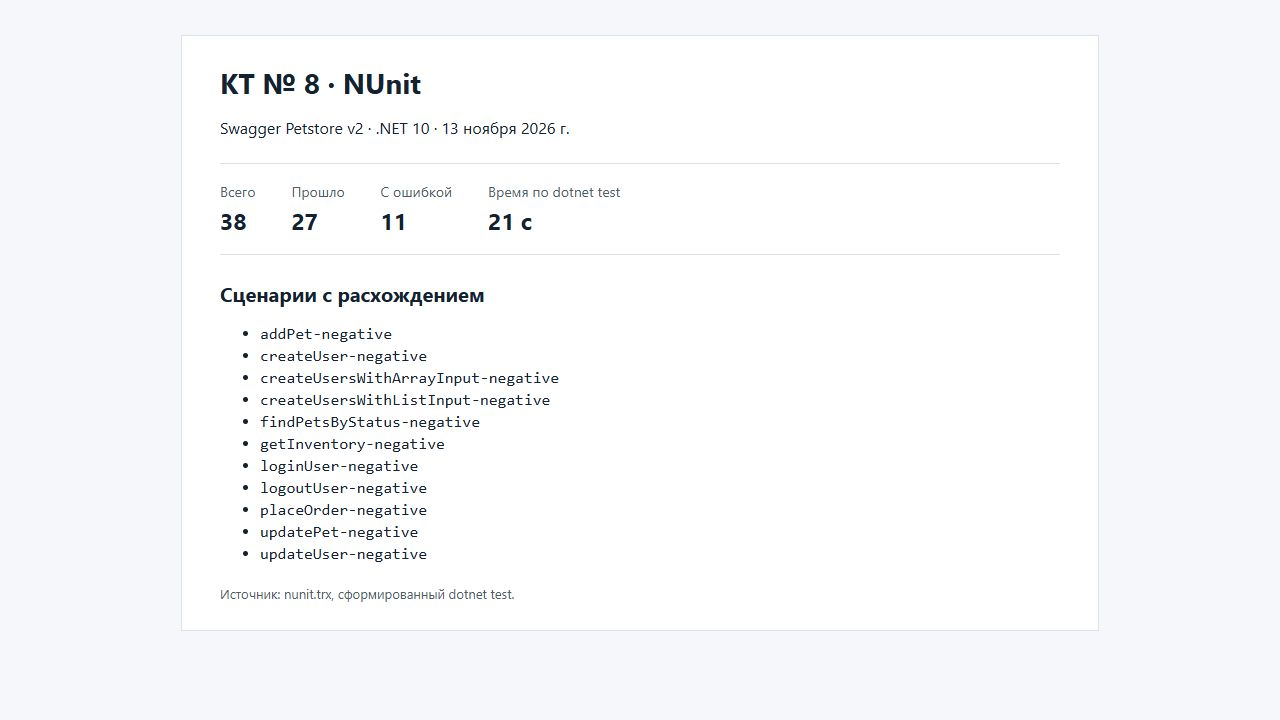 КТ № 8 · NUnit
Swagger Petstore v2 · .NET 10 · 13 ноября 2026 г.
Всего Прошло С ошибкой Время по dotnet test
38 27 11 21 с
Сценарии с расхождением
• addPet-negative
• createUser-negative
• createUsersWithArrayInput-negative
• createUsersWithListInput-negative
• findPetsByStatus-negative
• getInventory-negative
• loginUser-negative
• logoutUser-negative
• placeOrder-negative
• updatePet-negative
• updateUser-negative
Источник: nunit.trx, сформированный dotnet test.